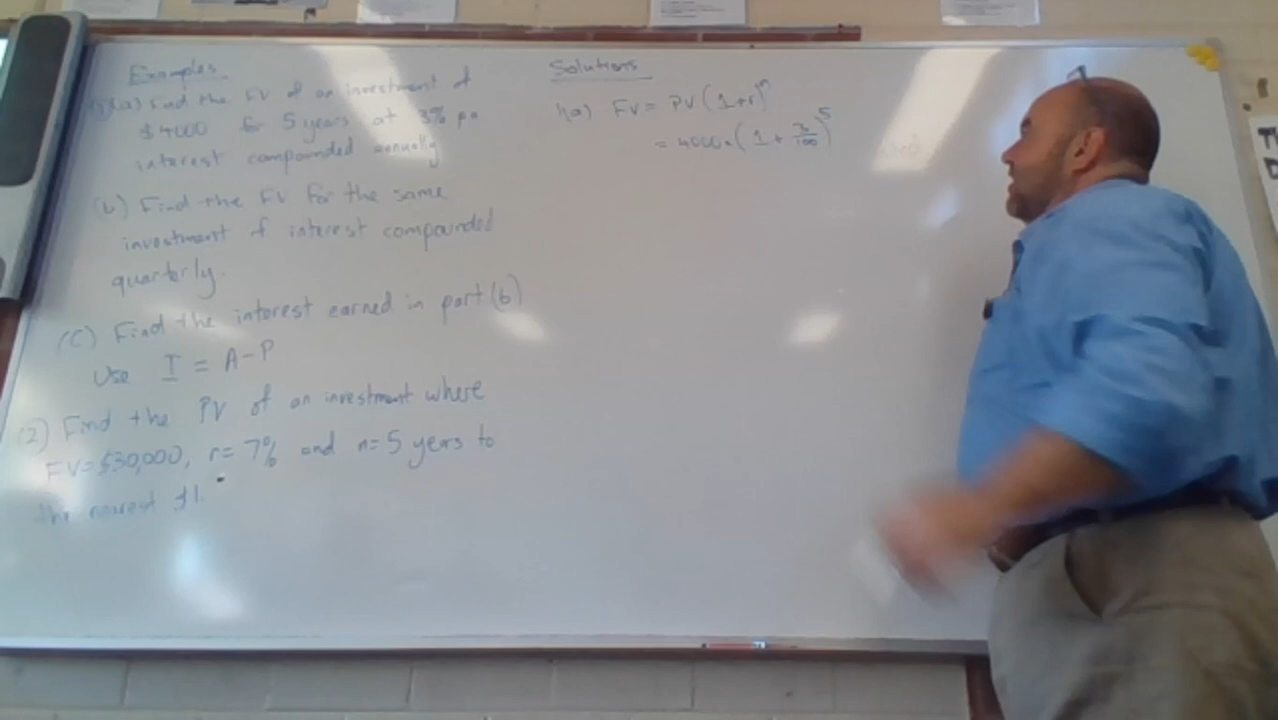 Examples
1)(a) Find the FV of an investment of
$4000 for 5 years at 3% pa
interest compounded annually
(b) Find the FV for the same
investment if interest compounded
quarterly.
(c) Find the interest earned in part (b)
Use I = A-P
(2) Find the PV of an investment where
FV=$30,000, r= 7% and n= 5 years to
the nearest $1.
Solutions
1(a) FV= PV(1+r)^n
= 4000×(1 + 3/100)^5